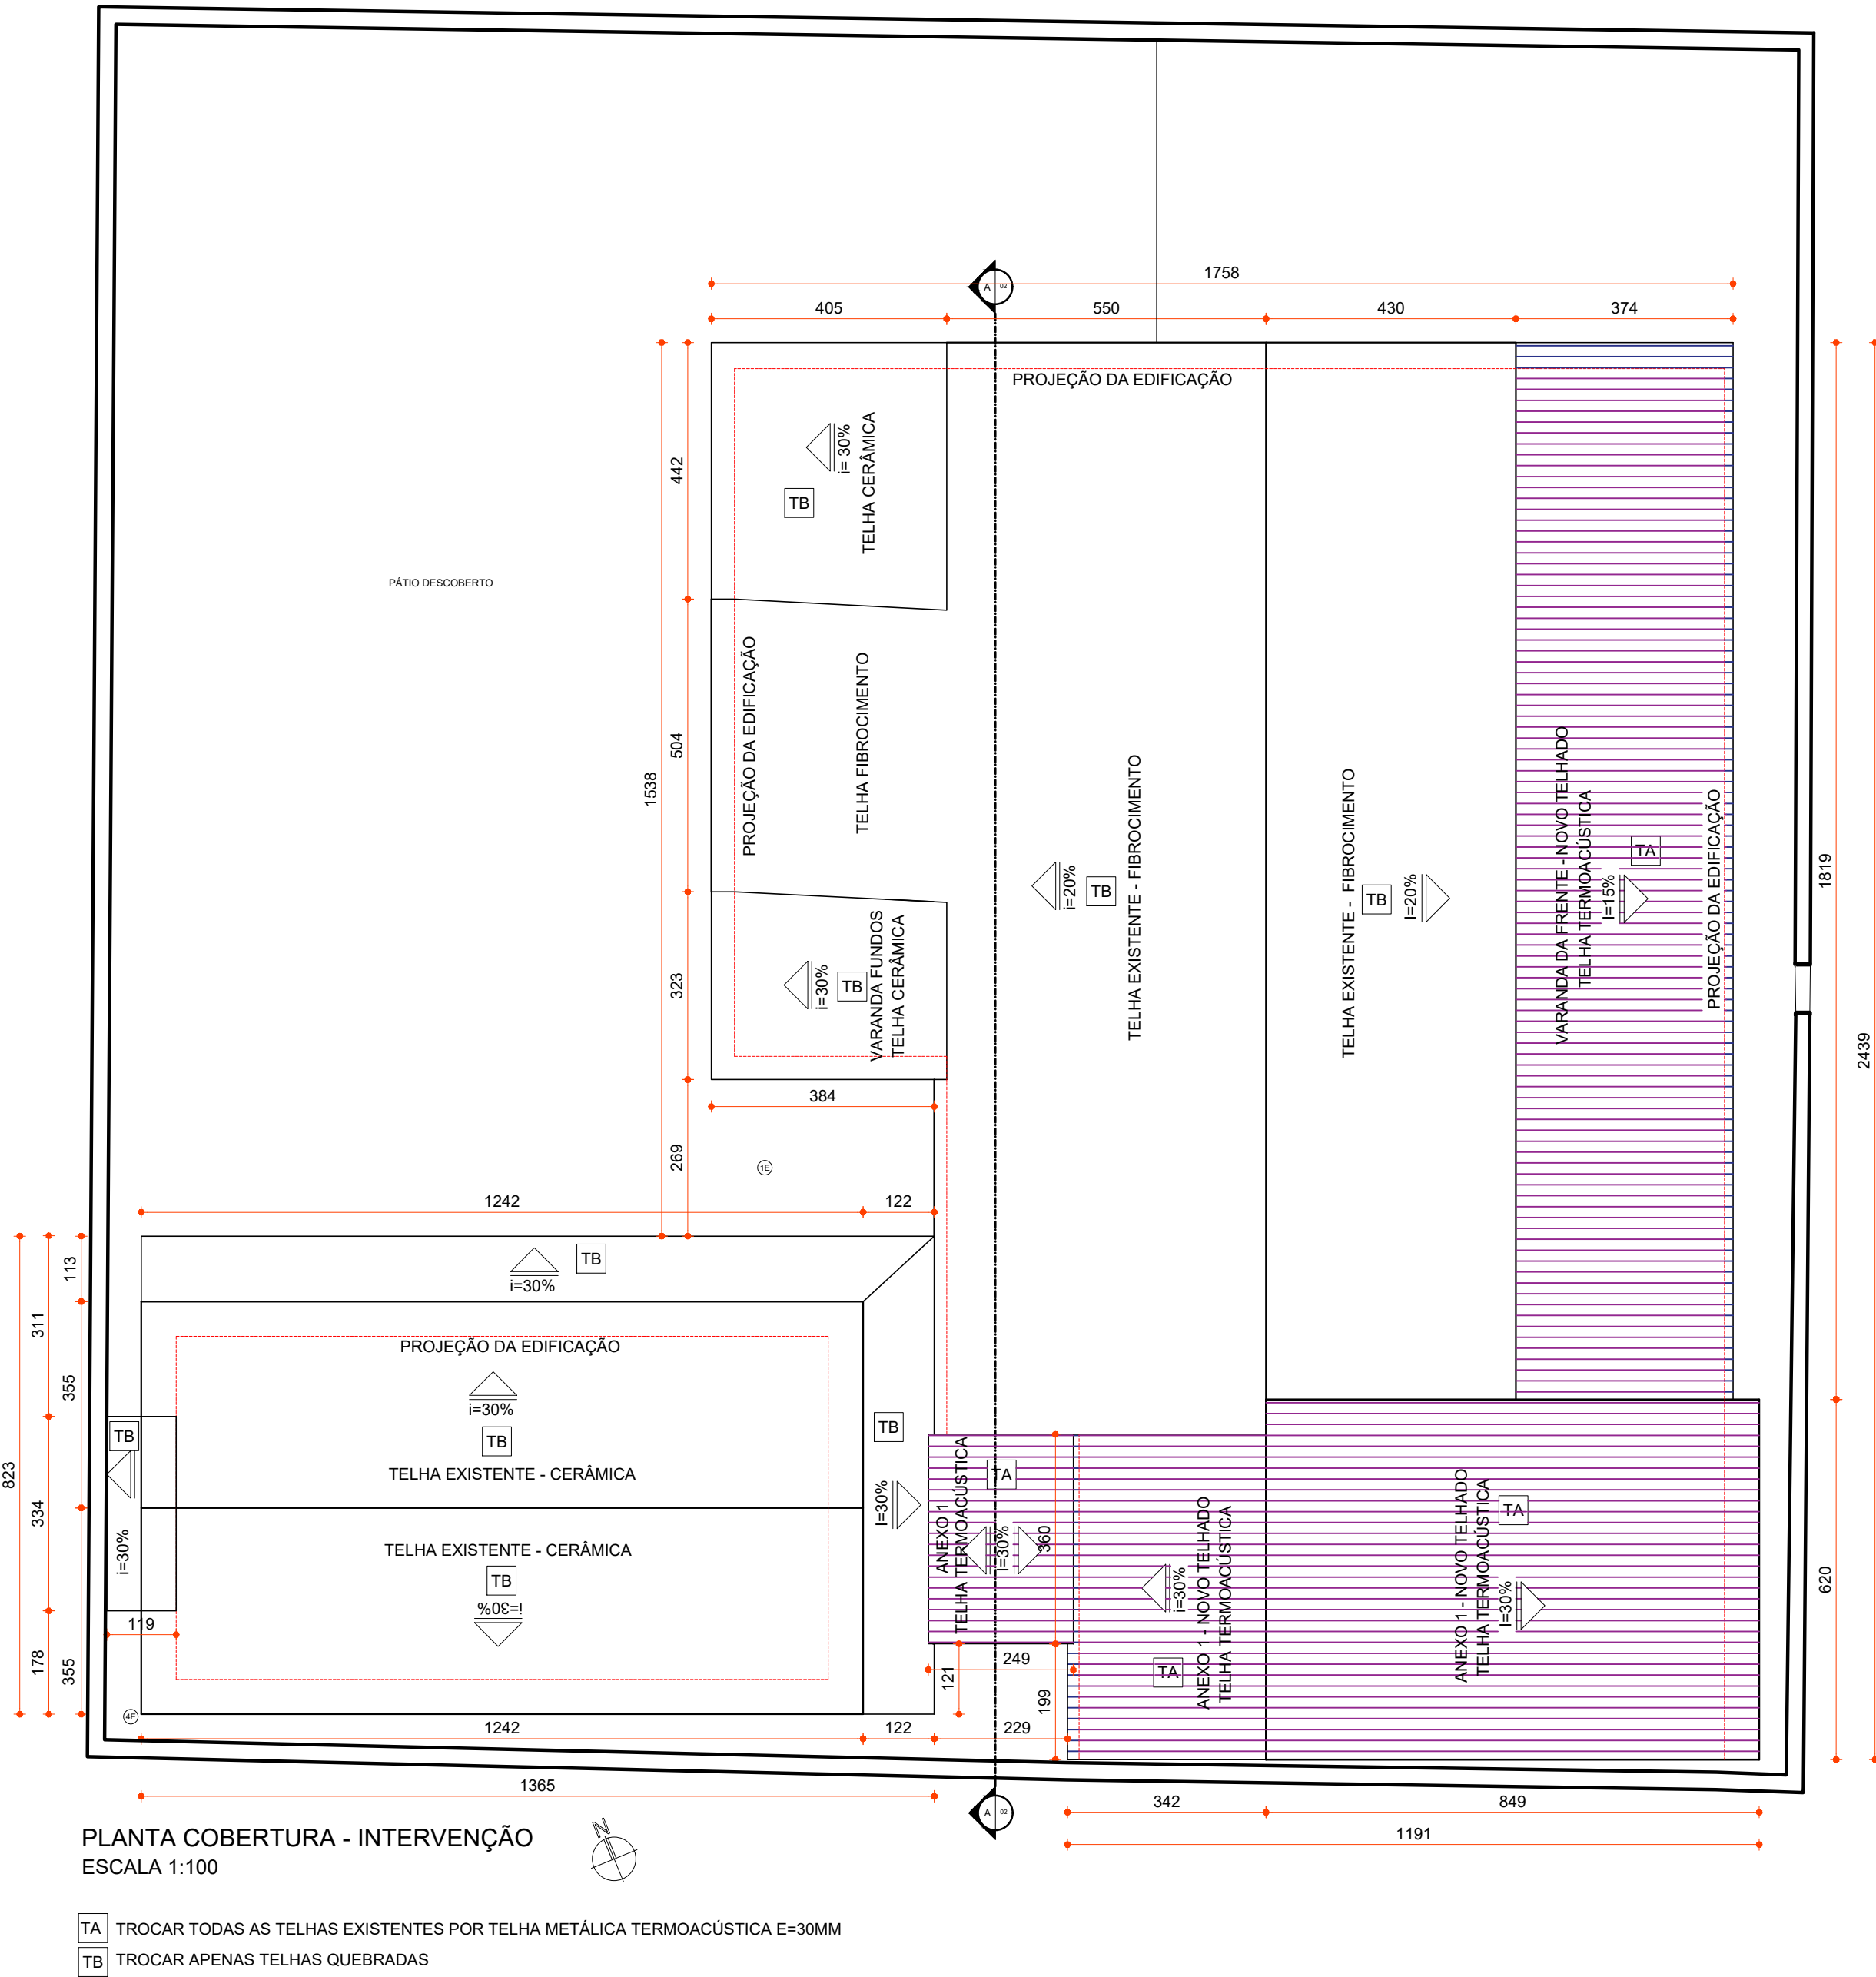 1758
405
550
430
374
A 02
PROJEÇÃO DA EDIFICAÇÃO
i= 30%
TELHA CERÂMICA
TB
442
PÁTIO DESCOBERTO
PROJEÇÃO DA EDIFICAÇÃO
TELHA FIBROCIMENTO
504
1538
TELHA EXISTENTE - FIBROCIMENTO
i=20%
TB
TELHA EXISTENTE - FIBROCIMENTO
TB
I=20%
VARANDA DA FRENTE - NOVO TELHADO
TELHA TERMOACÚSTICA
TA
I=15%
PROJEÇÃO DA EDIFICAÇÃO
1819
2439
VARANDA FUNDOS
TELHA CERÂMICA
i=30%
TB
323
384
269
1E
1242
122
113
311
355
823
334
178
355
TB
i=30%
PROJEÇÃO DA EDIFICAÇÃO
i=30%
TB
TELHA EXISTENTE - CERÂMICA
TB
i=30%
TELHA EXISTENTE - CERÂMICA
TB
I=30%
119
4E
TB
I=30%
ANEXO 1
TELHA TERMOACUSTICA
TA
I=30%
360
i=30%
ANEXO 1 - NOVO TELHADO
TELHA TERMOACÚSTICA
TA
ANEXO 1 - NOVO TELHADO
TELHA TERMOACÚSTICA
TA
I=30%
620
249
121
199
1242
122
229
1365
A 02
342
849
1191
PLANTA COBERTURA - INTERVENÇÃO
ESCALA 1:100
N
TA TROCAR TODAS AS TELHAS EXISTENTES POR TELHA METÁLICA TERMOACÚSTICA E=30MM
TB TROCAR APENAS TELHAS QUEBRADAS